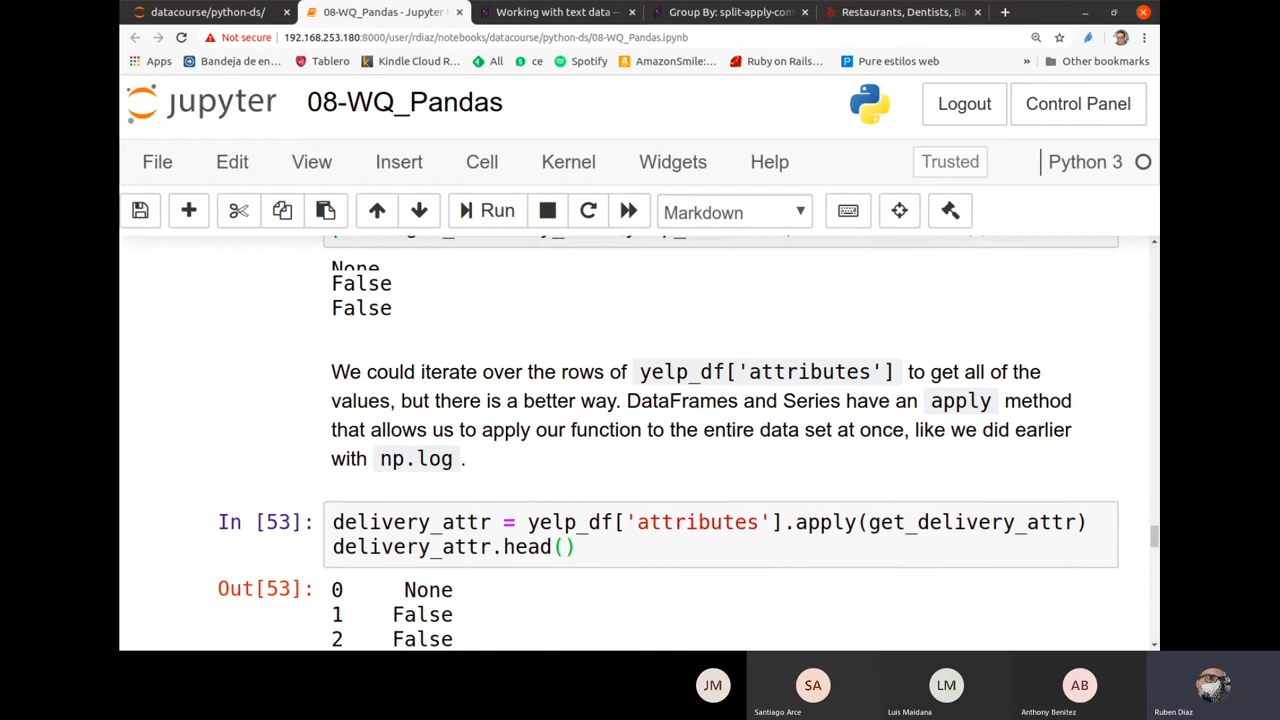 datacourse/python-ds/
08-WQ_Pandas - Jupyter
Working with text data —
Group By: split-apply-com
Restaurants, Dentists, Ba
Not secure
192.168.253.180:8000/user/rdiaz/notebooks/datacourse/python-ds/08-WQ_Pandas.ipynb
Apps
Bandeja de en...
Tablero
Kindle Cloud R...
All
ce
Spotify
AmazonSmile:...
Ruby on Rails...
Pure estilos web
»
Other bookmarks
jupyter
08-WQ_Pandas
Logout
Control Panel
File
Edit
View
Insert
Cell
Kernel
Widgets
Help
Trusted
Python 3
Run
Markdown
None
False
False
We could iterate over the rows of yelp_df['attributes'] to get all of the
values, but there is a better way. DataFrames and Series have an apply method
that allows us to apply our function to the entire data set at once, like we did earlier
with np.log .
In [53]: delivery_attr = yelp_df['attributes'].apply(get_delivery_attr)
delivery_attr.head()
Out[53]: 0 None
1 False
2 False
JM
SA
LM
AB
Santiago Arce
Luis Maidana
Anthony Benitez
Ruben Diaz